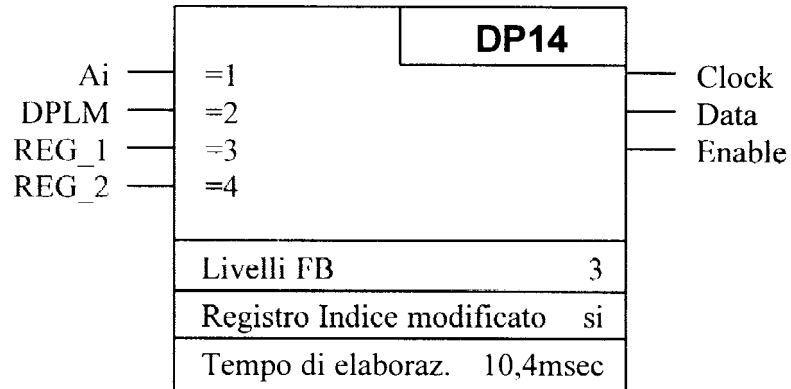 DP14
Ai =1 Clock
DPLM =2 Data
REG_1 =3 Enable
REG_2 =4
Livelli FB 3
Registro Indice modificato si
Tempo di elaboraz. 10,4msec